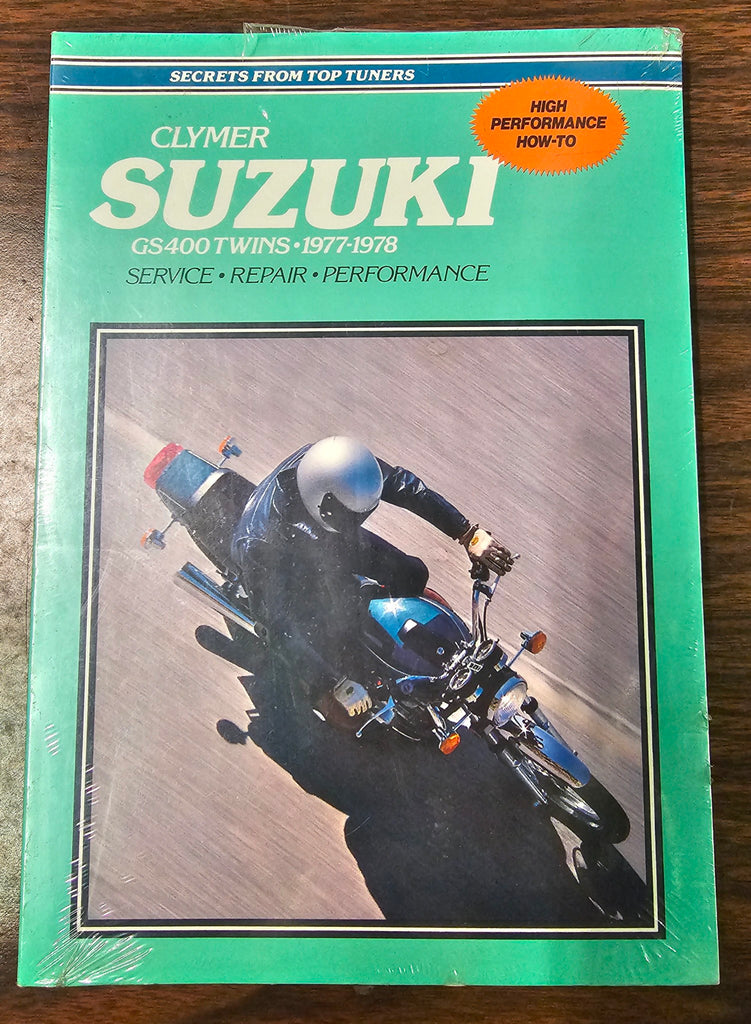 SECRETS FROM TOP TUNERS
HIGH
PERFORMANCE
HOW-TO
CLYMER
SUZUKI
GS400 TWINS • 1977-1978
SERVICE • REPAIR • PERFORMANCE